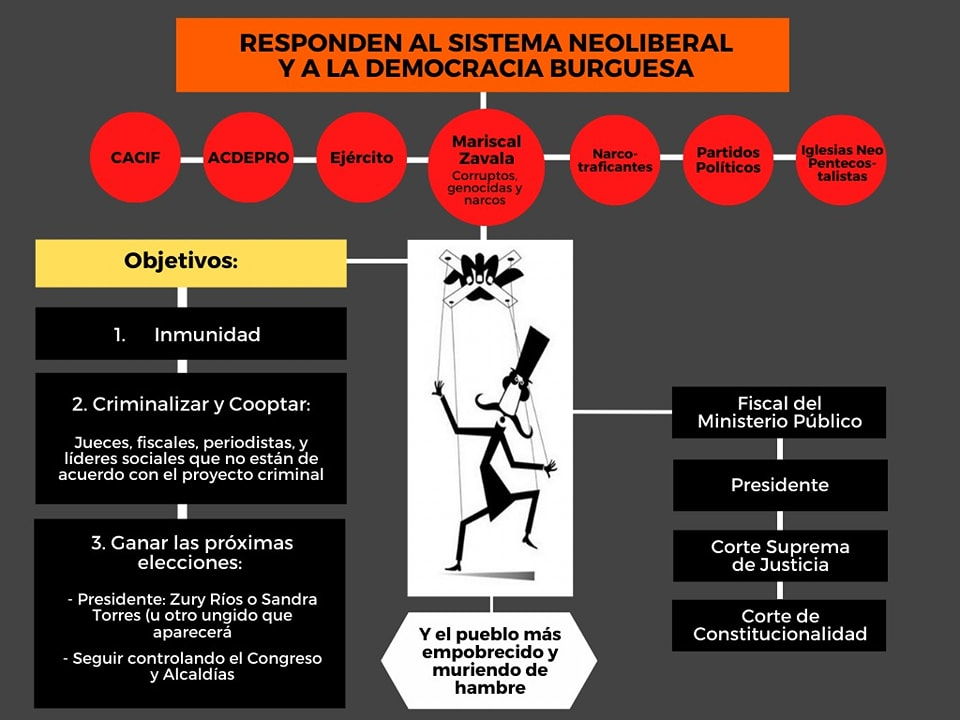 RESPONDEN AL SISTEMA NEOLIBERAL
Y A LA DEMOCRACIA BURGUESA
CACIF
ACDEPRO
Ejército
Mariscal
Zavala
Corruptos,
genocidas y
narcos
Narco-
traficantes
Partidos
Políticos
Iglesias Neo
Pentecos-
talistas
Objetivos:
1. Inmunidad
2. Criminalizar y Cooptar:
Jueces, fiscales, periodistas, y
líderes sociales que no están de
acuerdo con el proyecto criminal
3. Ganar las próximas
elecciones:
- Presidente: Zury Ríos o Sandra
Torres (u otro ungido que
aparecerá
- Seguir controlando el Congreso
y Alcaldías
Fiscal del
Ministerio Público
Presidente
Corte Suprema
de Justicia
Corte de
Constitucionalidad
Y el pueblo más
empobrecido y
muriendo de
hambre